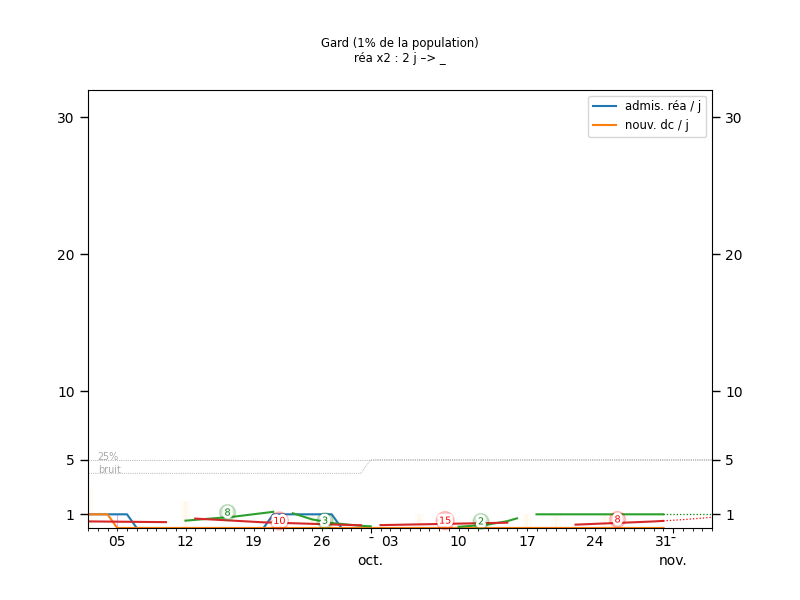 Gard (1% de la population)
réa x2 : 2 j –> _
admis. réa / j
nouv. dc / j
30 30
20 20
10 10
25%
5 5
bruit
8 10 3 15 2 8
1 1
05 12 19 26 - 03 10 17 24 31-
oct. nov.